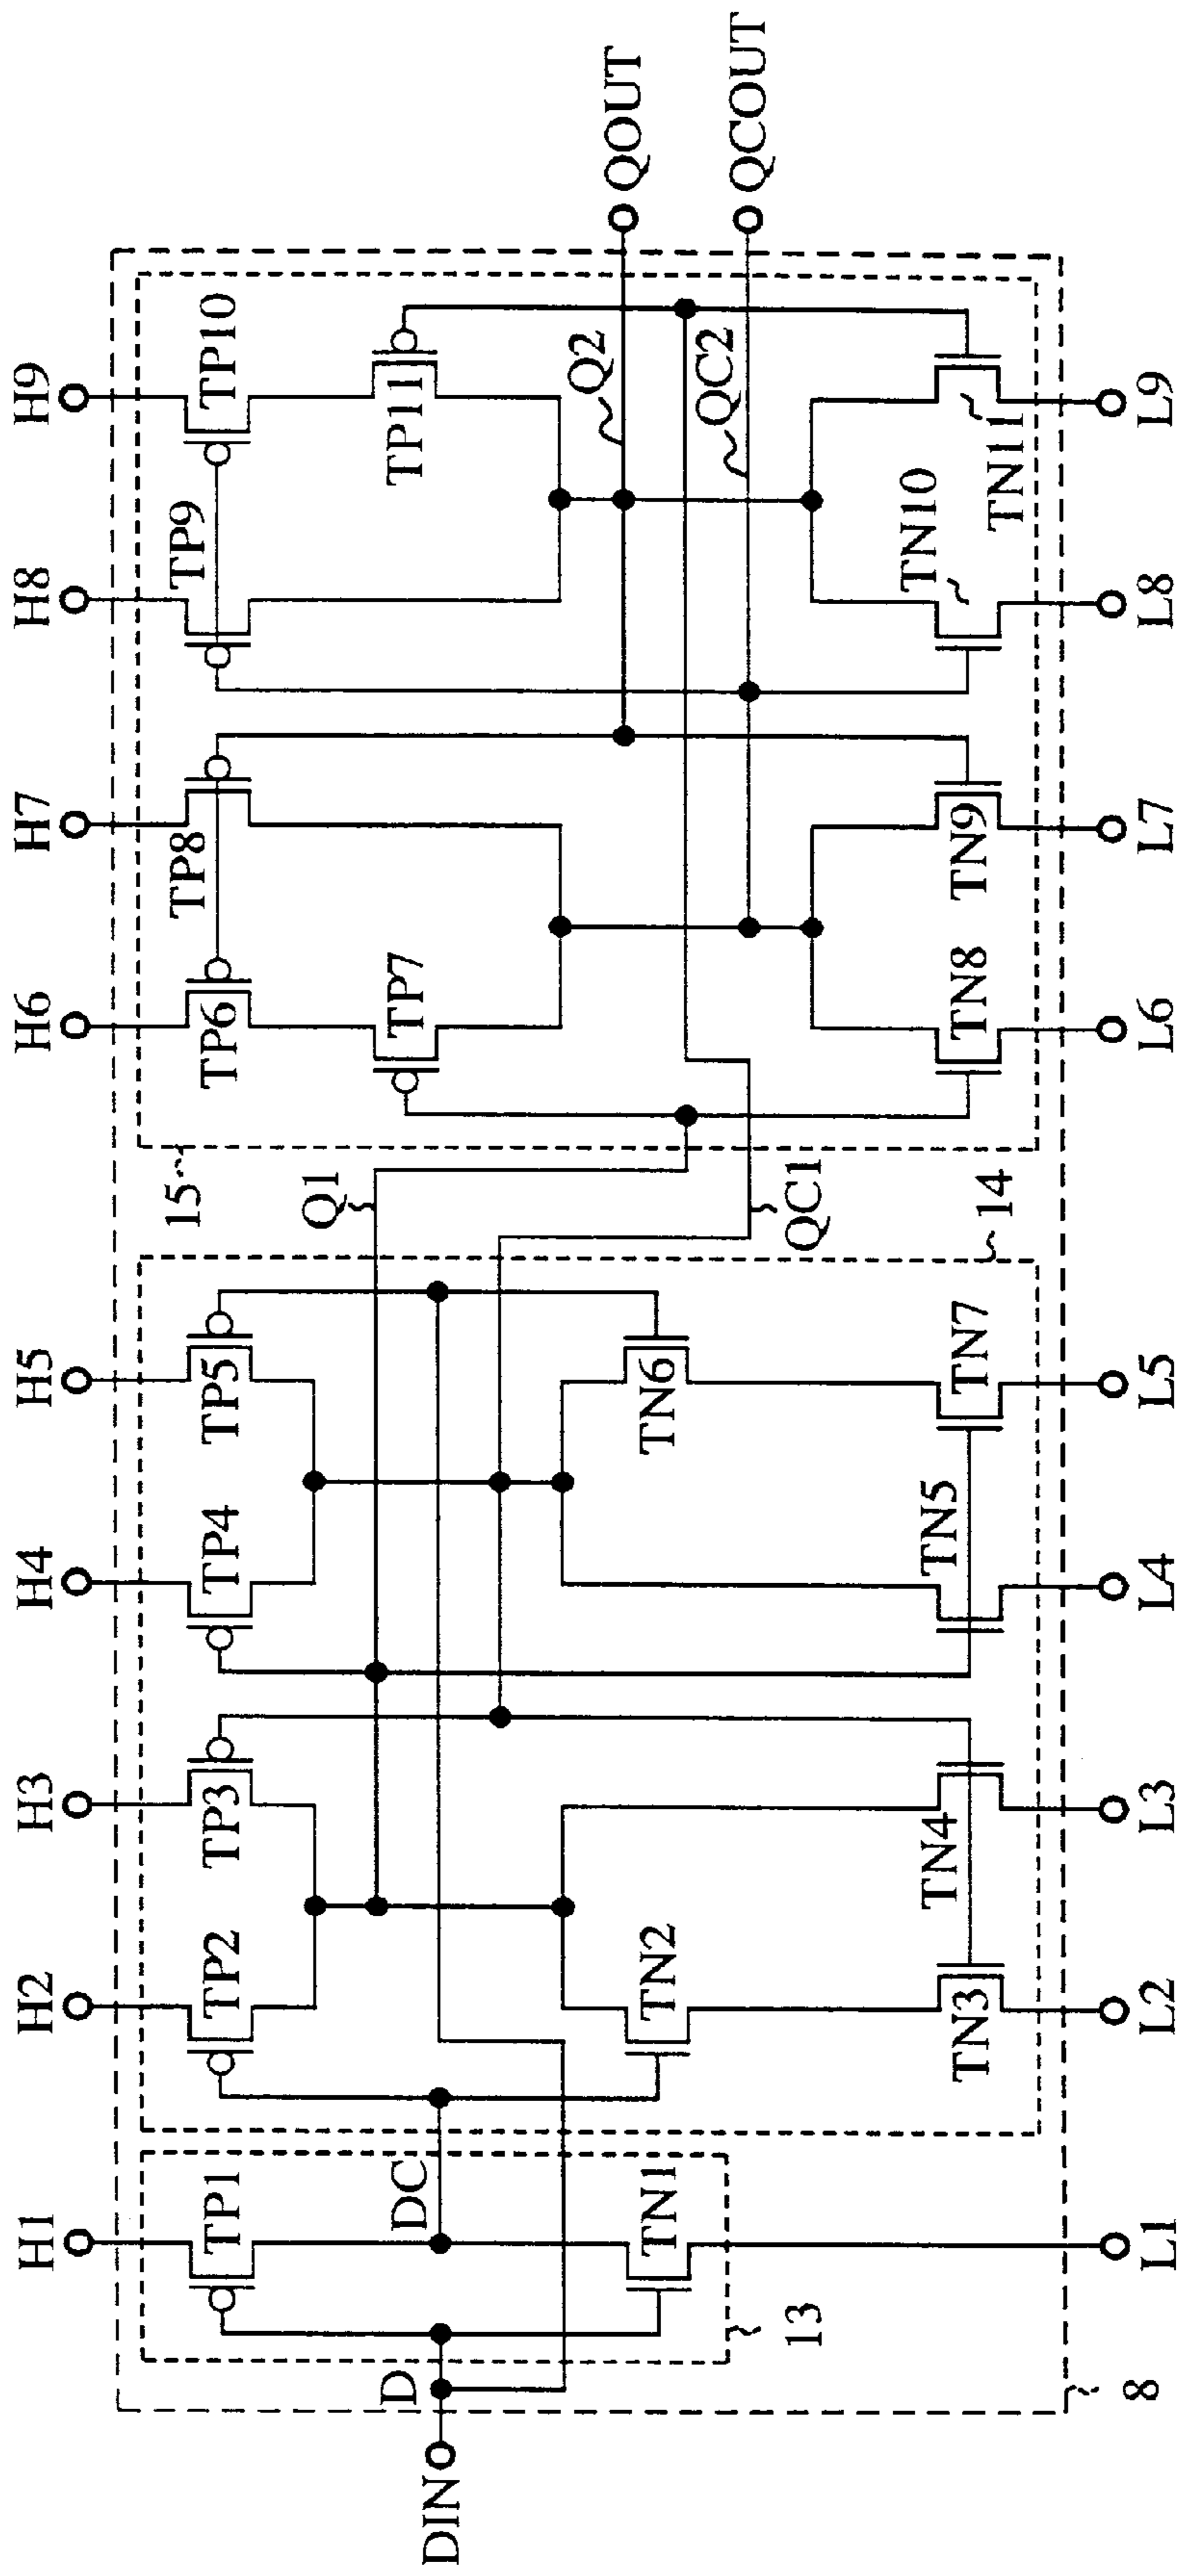 H1
H2
H3
H4
H5
H6
H7
H8
H9
TP1
TP2
TP3
TP4
TP5
TP6
TP7
TP8
TP9
TP10
TP11
15
Q1
Q2
QOUT
QC2
QCOUT
DIN
D
DC
QC1
14
TN1
TN2
TN3
TN4
TN5
TN6
TN7
TN8
TN9
TN10
TN11
13
8
L1
L2
L3
L4
L5
L6
L7
L8
L9